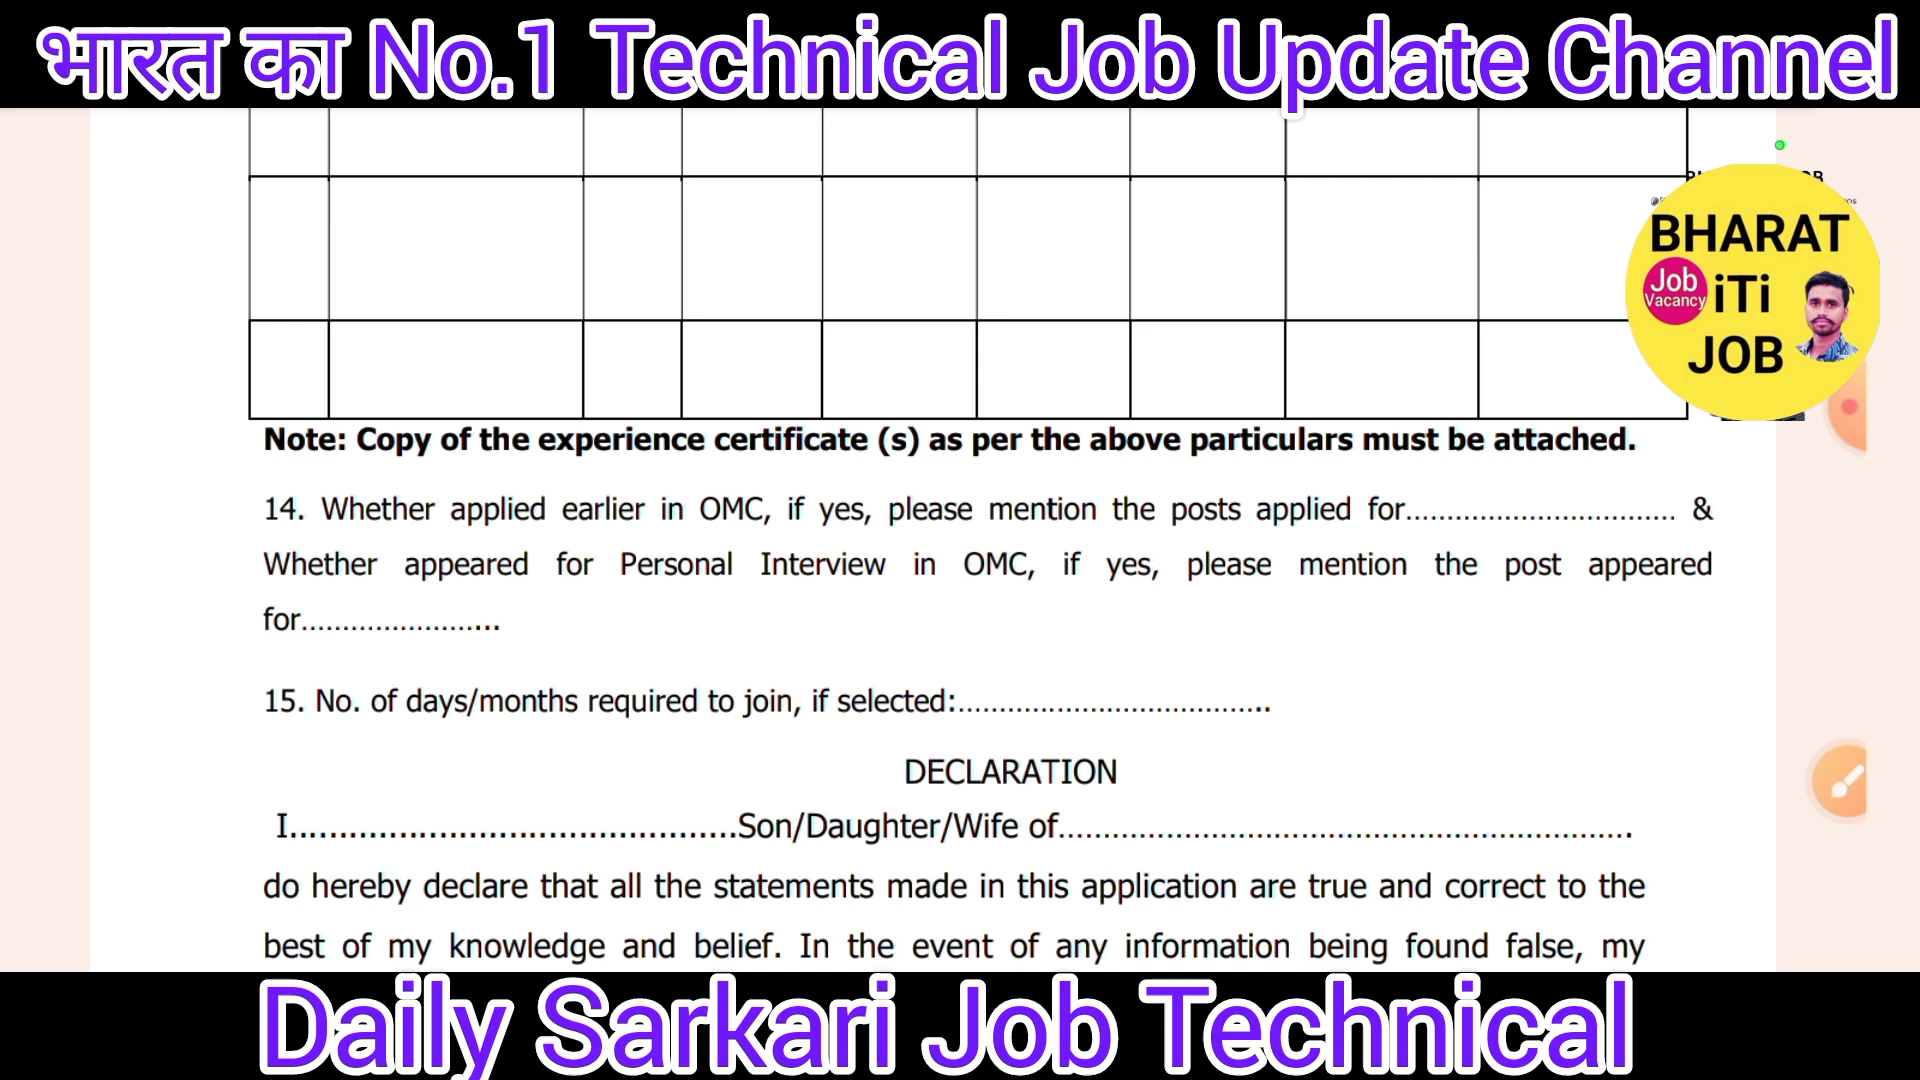 भारत का No.1 Technical Job Update Channel
BHARAT
Job
Vacancy
iTi
JOB
Note: Copy of the experience certificate (s) as per the above particulars must be attached.
14. Whether applied earlier in OMC, if yes, please mention the posts applied for................................. &
Whether appeared for Personal Interview in OMC, if yes, please mention the post appeared
for........................
15. No. of days/months required to join, if selected:......................................
DECLARATION
I............................................Son/Daughter/Wife of......................................................................
do hereby declare that all the statements made in this application are true and correct to the
best of my knowledge and belief. In the event of any information being found false, my
Daily Sarkari Job Technical